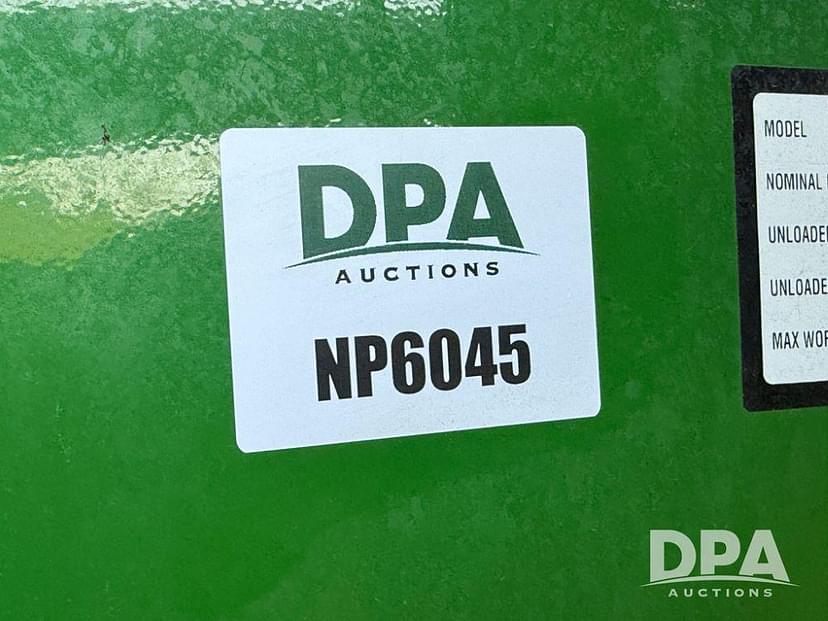 DPA
AUCTIONS
NP6045
MODEL
NOMINAL
UNLOADE
UNLOADE
MAX WOR
DPA
AUCTIONS